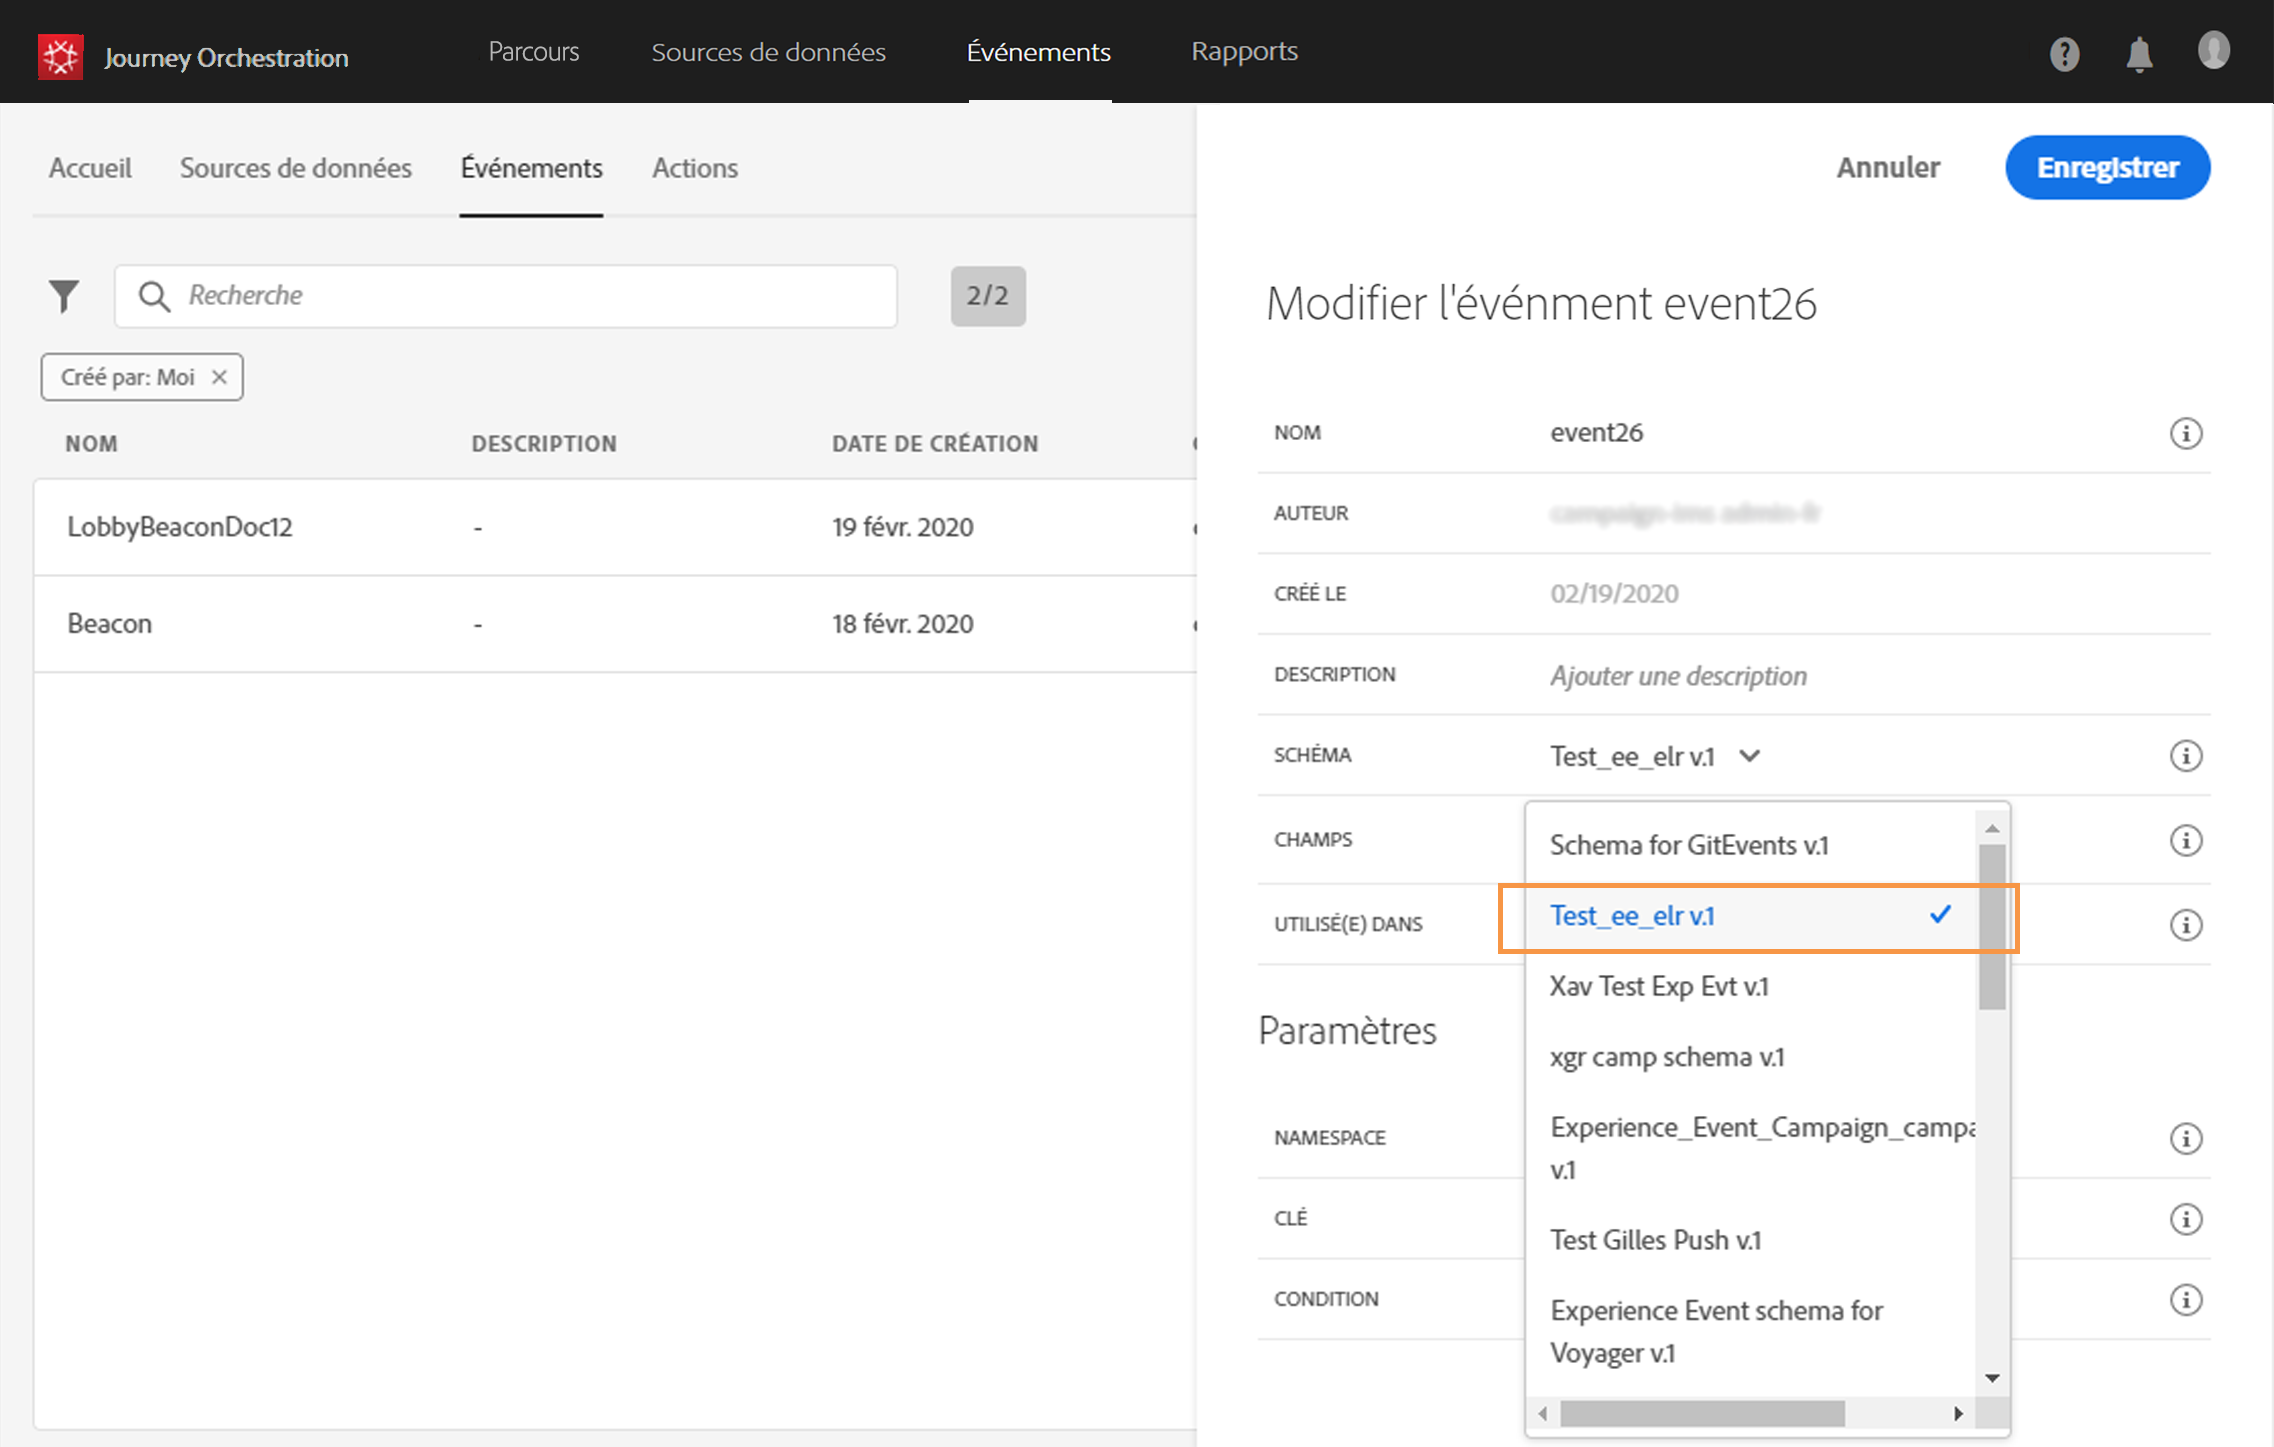 Journey Orchestration
Parcours
Sources de données
Événements
Rapports
Accueil
Sources de données
Événements
Actions
Annuler
Enregistrer
Recherche
2/2
Créé par: Moi
Modifier l'événment event26
NOM
DESCRIPTION
DATE DE CRÉATION
LobbyBeaconDoc12
-
19 févr. 2020
Beacon
-
18 févr. 2020
NOM
event26
AUTEUR
CRÉÉ LE
02/19/2020
DESCRIPTION
Ajouter une description
SCHÉMA
Test_ee_elr v.1
CHAMPS
UTILISÉ(E) DANS
Schema for GitEvents v.1
Test_ee_elr v.1
Xav Test Exp Evt v.1
xgr camp schema v.1
Experience_Event_Campaign_campa
v.1
Test Gilles Push v.1
Experience Event schema for
Voyager v.1
Paramètres
NAMESPACE
CLÉ
CONDITION